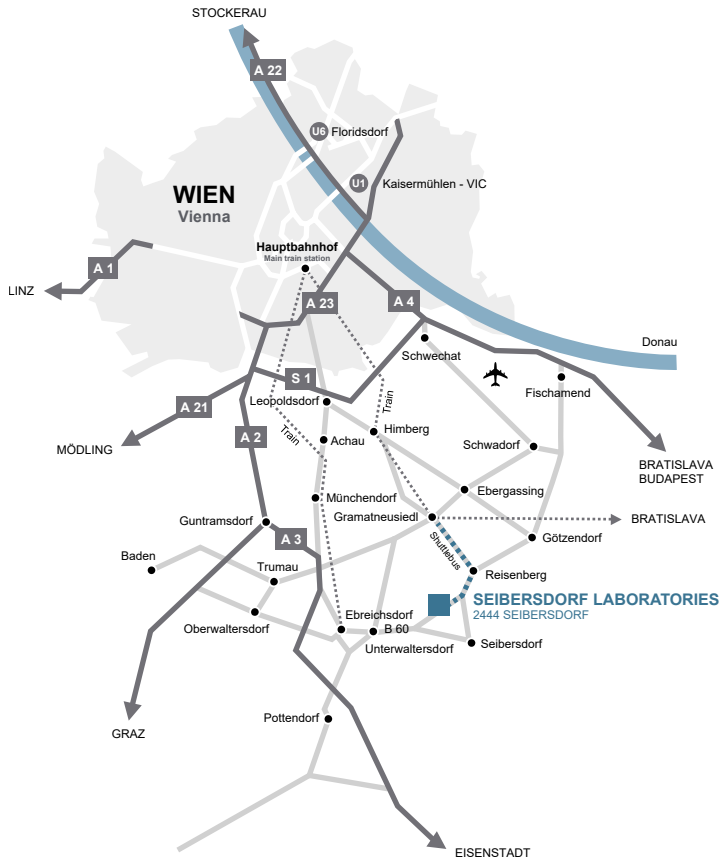 STOCKERAU
A 22
U6 Floridsdorf
U1
Kaisermühlen - VIC
WIEN
Vienna
Hauptbahnhof
Main train station
A 1
LINZ
A 23
A 4
Donau
Schwechat
S 1
Fischamend
A 21
Leopoldsdorf
Train
Train
A 2
Himberg
MÖDLING
Achau
Schwadorf
BRATISLAVA
BUDAPEST
Münchendorf
Ebergassing
Guntramsdorf
Gramatneusiedl
BRATISLAVA
A 3
Shuttlebus
Götzendorf
Baden
Trumau
Reisenberg
SEIBERSDORF LABORATORIES
2444 SEIBERSDORF
Oberwaltersdorf
Ebreichsdorf
B 60
Unterwaltersdorf
Seibersdorf
Pottendorf
GRAZ
EISENSTADT